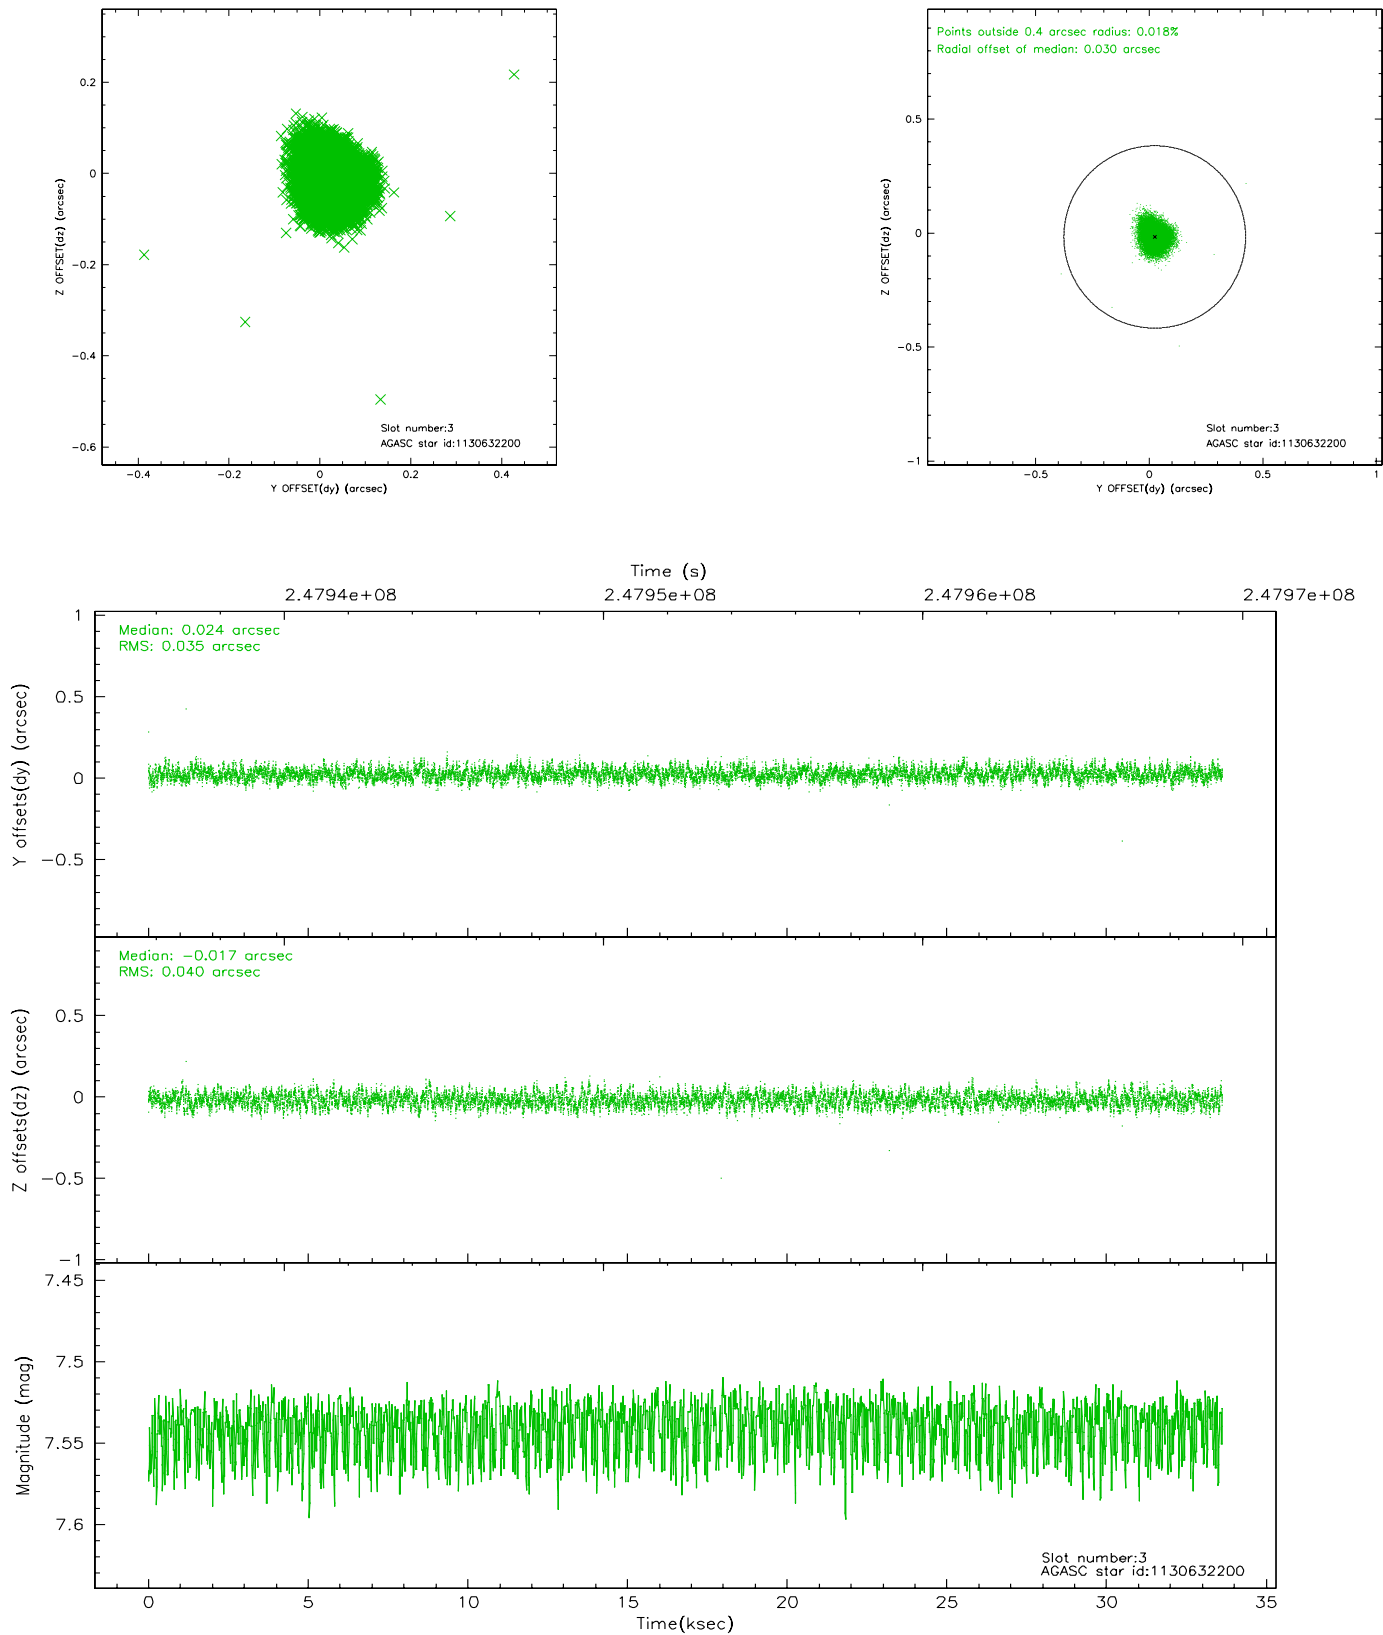 0.2
0
−0.2
−0.4
−0.6
Z OFFSET(dz) (arcsec)
−0.4
−0.2
0
0.2
0.4
Y OFFSET(dy) (arcsec)
Slot number:3
AGASC star id:1130632200
Points outside 0.4 arcsec radius: 0.018%
Radial offset of median: 0.030 arcsec
0.5
0
−0.5
−1
Z OFFSET(dz) (arcsec)
−0.5
0
0.5
1
Y OFFSET(dy) (arcsec)
Slot number:3
AGASC star id:1130632200
Time (s)
2.4794e+08
2.4795e+08
2.4796e+08
2.4797e+08
Median: 0.024 arcsec
RMS: 0.035 arcsec
1
0.5
0
−0.5
Y offsets(dy) (arcsec)
Median: −0.017 arcsec
RMS: 0.040 arcsec
0.5
0
−0.5
−1
Z offsets(dz) (arcsec)
7.45
7.5
7.55
7.6
Magnitude (mag)
Slot number:3
AGASC star id:1130632200
0
5
10
15
20
25
30
35
Time(ksec)